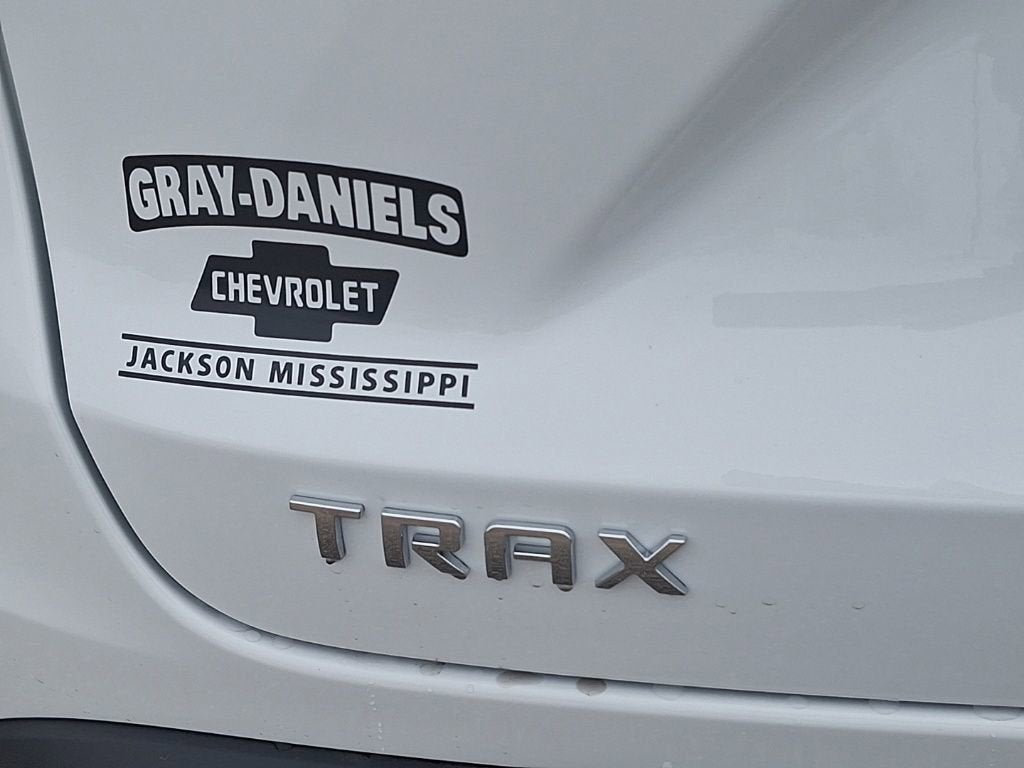 GRAY-DANIELS
CHEVROLET
JACKSON MISSISSIPPI
TRAX